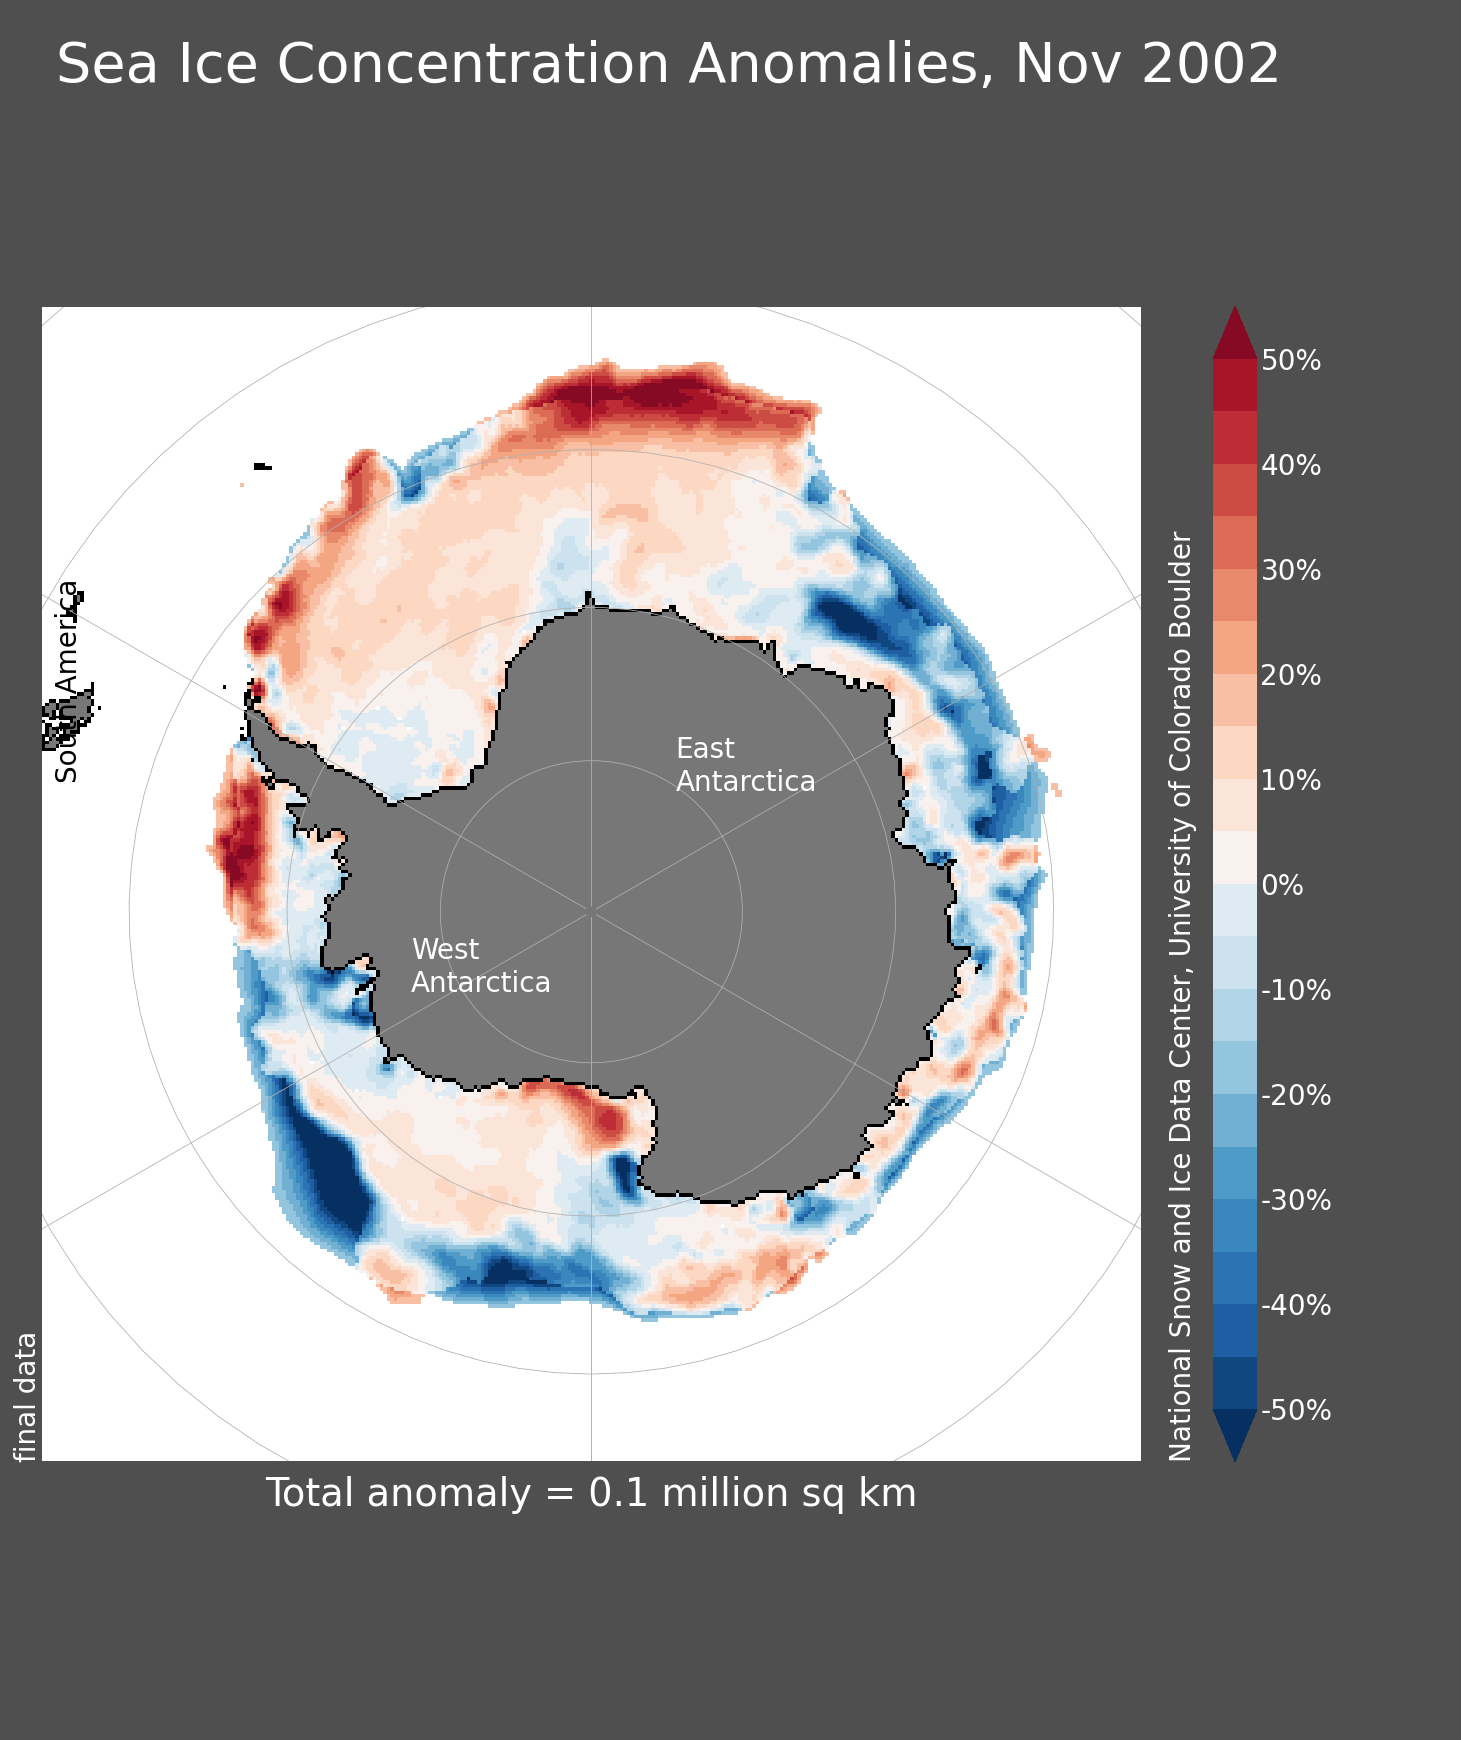 Sea Ice Concentration Anomalies, Nov 2002
South America
East
Antarctica
West
Antarctica
final data
National Snow and Ice Data Center, University of Colorado Boulder
50%
40%
30%
20%
10%
0%
-10%
-20%
-30%
-40%
-50%
Total anomaly = 0.1 million sq km